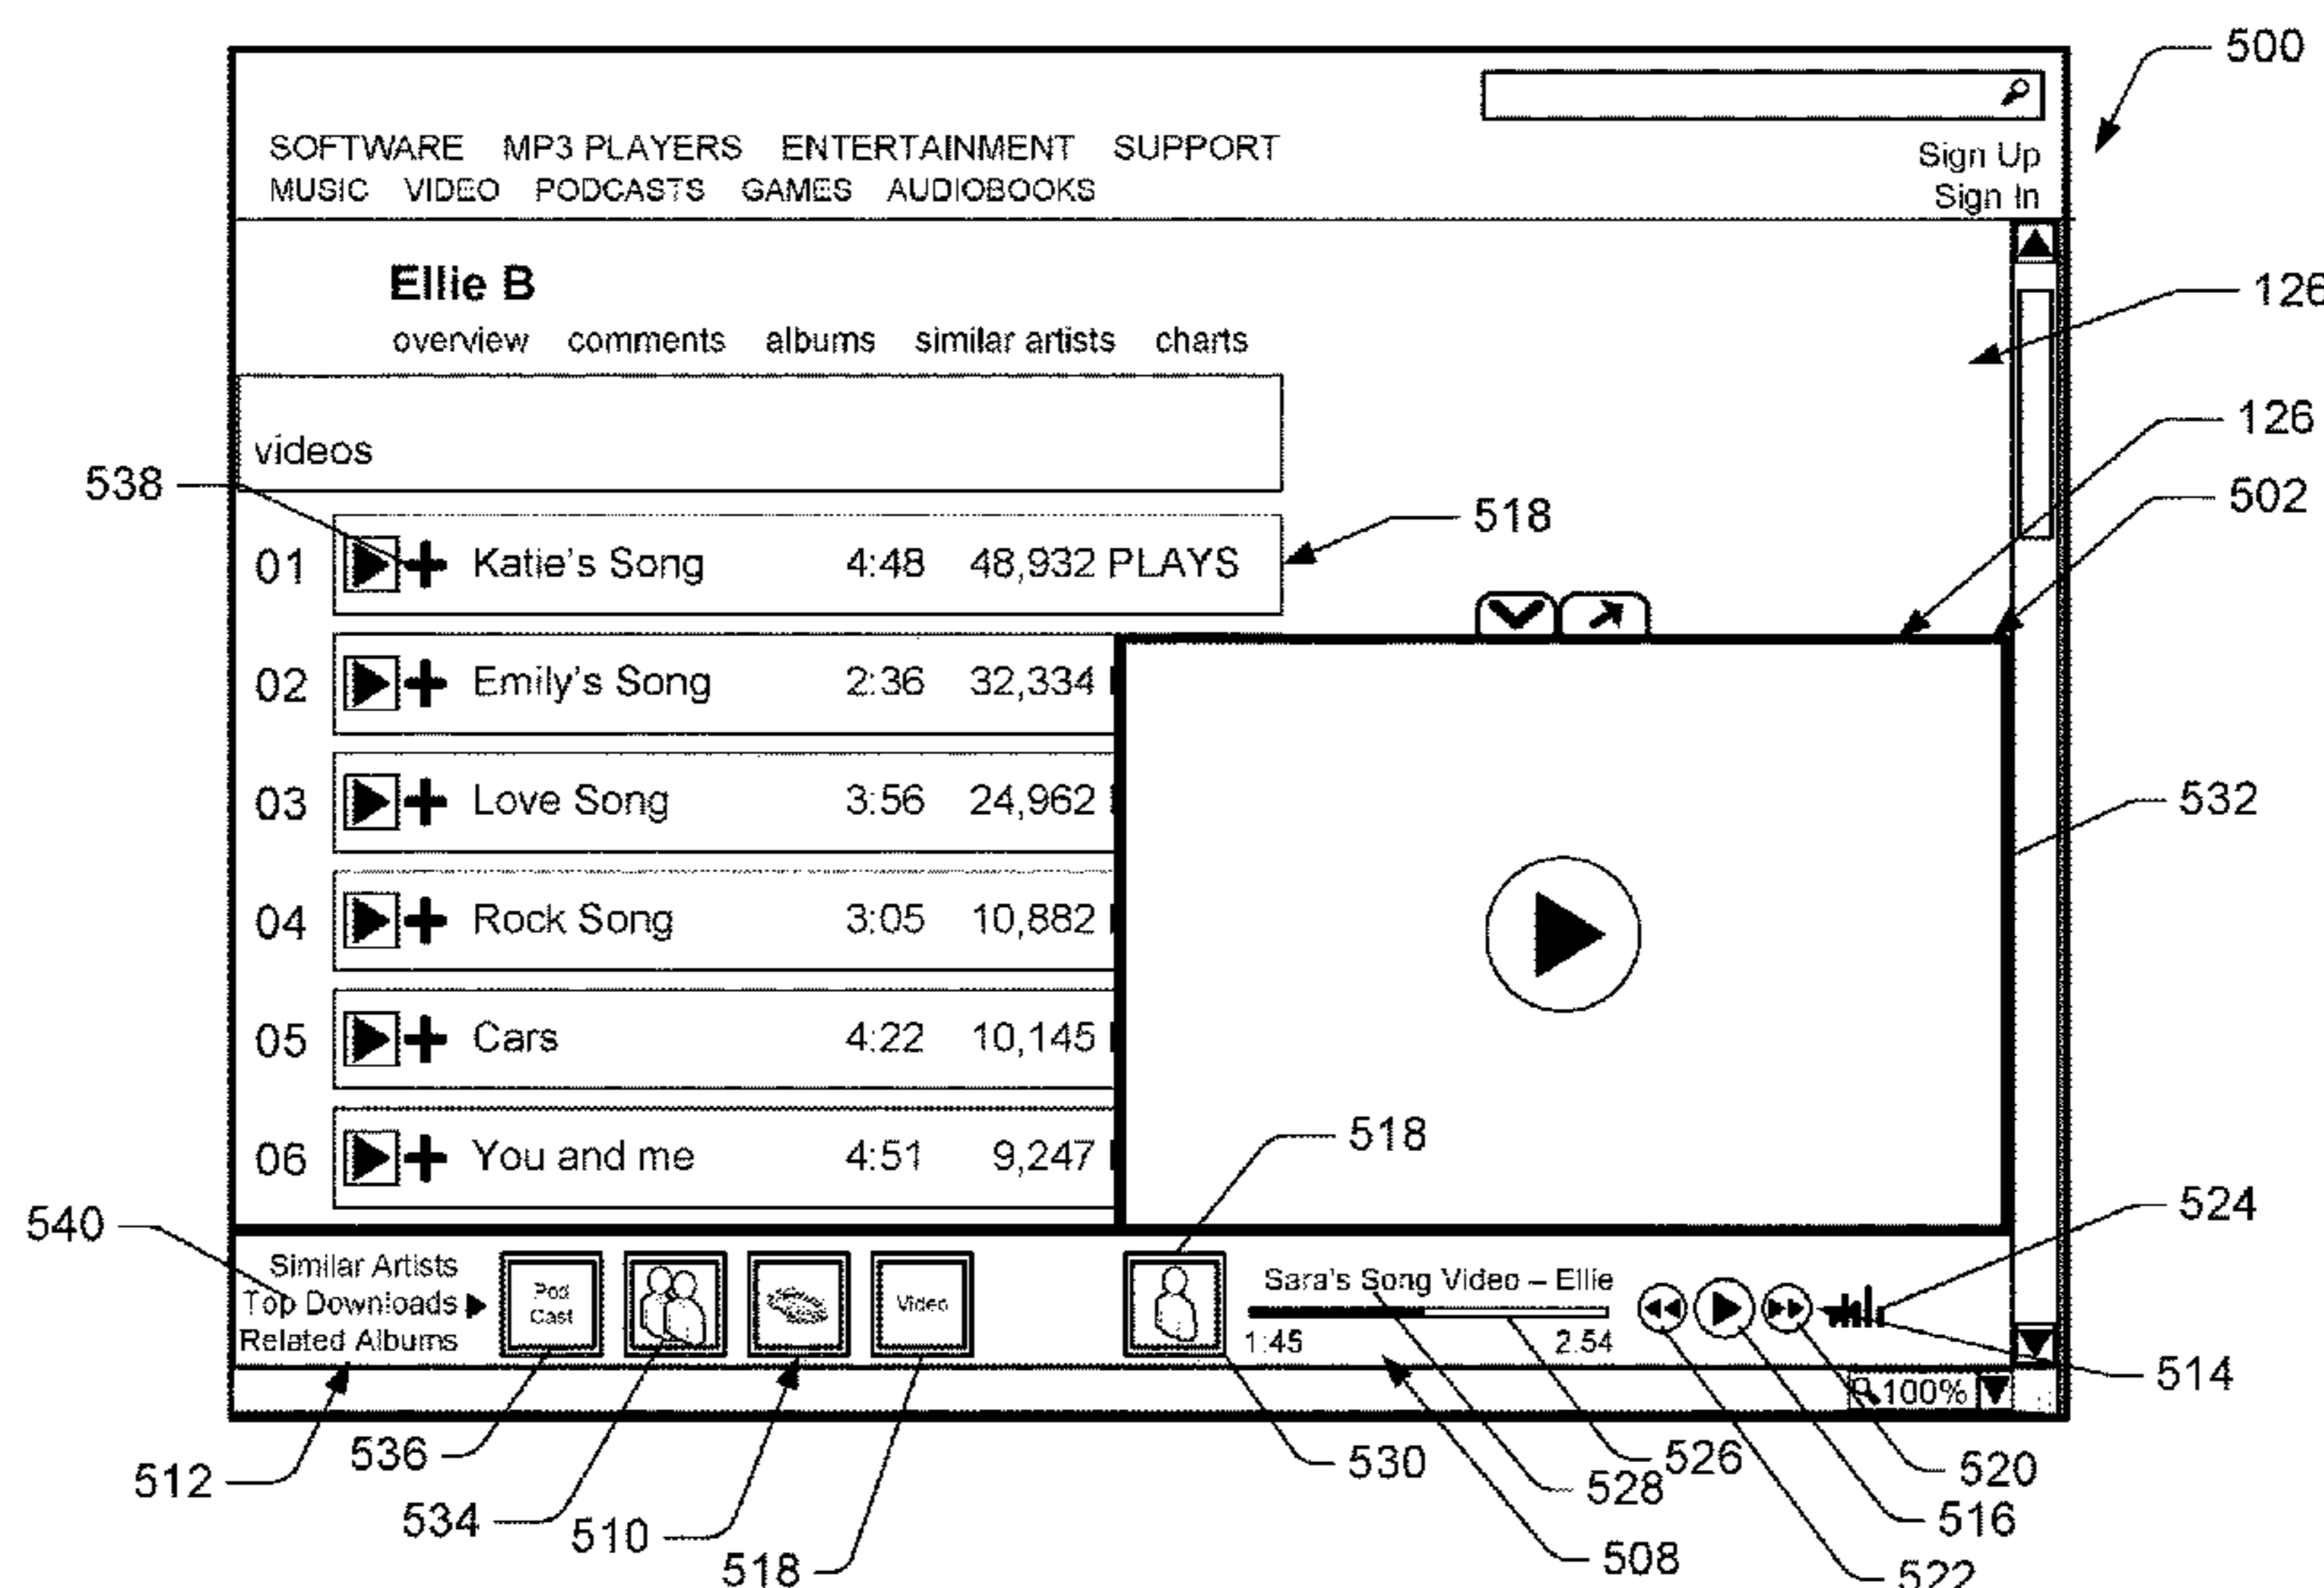 500
SOFTWARE MP3 PLAYERS ENTERTAINMENT SUPPORT
Sign Up
MUSIC VIDEO PODCASTS GAMES AUDIOBOOKS
Sign In
Ellie B
126
overview comments albums similar artists charts
126
videos
538
502
518
01 Katie's Song 4:48 48,932 PLAYS
02 Emily's Song 2:36 32,334
03 Love Song 3:56 24,962
532
04 Rock Song 3:05 10,882
05 Cars 4:22 10,145
518
06 You and me 4:51 9,247
524
540
Similar Artists
Top Downloads
Related Albums
Pod
Cast
Video
Sara's Song Video – Ellie
1:45 2.54
514
100%
536
530
526
520
512
528
534
510
516
518
508
522